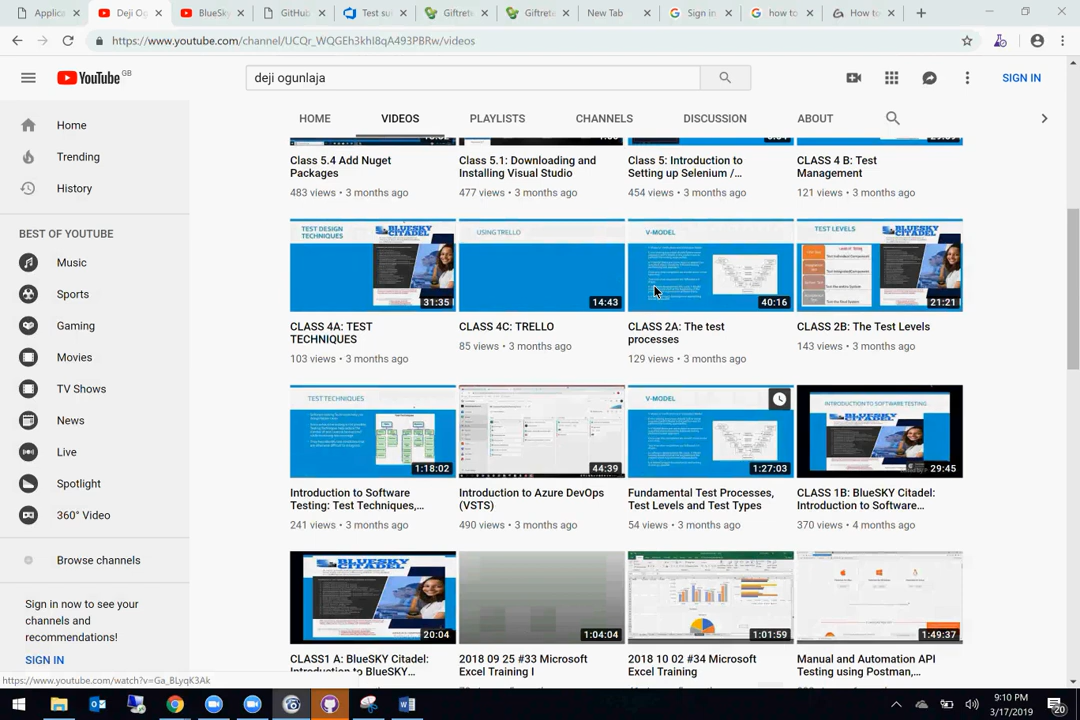 Applica
Deji Og
BlueSky
GitHub
Test su
Giftrete
Giftrete
New Tab
Sign in
how to
How to
https://www.youtube.com/channel/UCQr_WQGEh3khI8qA493PBRw/videos
YouTube GB
deji ogunlaja
SIGN IN
HOME
VIDEOS
PLAYLISTS
CHANNELS
DISCUSSION
ABOUT
Home
Trending
History
BEST OF YOUTUBE
Music
Sports
Gaming
Movies
TV Shows
News
Live
Spotlight
360° Video
Browse channels
Sign in now to see your
channels and
recommendations!
SIGN IN
Class 5.4 Add Nuget
Packages
483 views • 3 months ago
Class 5.1: Downloading and
Installing Visual Studio
477 views • 3 months ago
Class 5: Introduction to
Setting up Selenium /...
454 views • 3 months ago
CLASS 4 B: Test
Management
121 views • 3 months ago
TEST DESIGN
TECHNIQUES
BLUESKY
CITADEL
31:35
CLASS 4A: TEST
TECHNIQUES
103 views • 3 months ago
USING TRELLO
14:43
CLASS 4C: TRELLO
85 views • 3 months ago
V-MODEL
40:16
CLASS 2A: The test
processes
129 views • 3 months ago
TEST LEVELS
BLUESKY
CITADEL
21:21
CLASS 2B: The Test Levels
143 views • 3 months ago
TEST TECHNIQUES
1:18:02
Introduction to Software
Testing: Test Techniques,...
241 views • 3 months ago
44:39
Introduction to Azure DevOps
(VSTS)
490 views • 3 months ago
V-MODEL
1:27:03
Fundamental Test Processes,
Test Levels and Test Types
54 views • 3 months ago
INTRODUCTION TO SOFTWARE TESTING
BLUESKY
29:45
CLASS 1B: BlueSKY Citadel:
Introduction to Software...
370 views • 4 months ago
BLUESKY
CITADEL
20:04
CLASS1 A: BlueSKY Citadel:
Introduction to BlueSKY
1:04:04
2018 09 25 #33 Microsoft
Excel Training I
1:01:59
2018 10 02 #34 Microsoft
Excel Training
1:49:37
Manual and Automation API
Testing using Postman,
https://www.youtube.com/watch?v=Ga_BLyqK3Ak
9:10 PM
3/17/2019
20